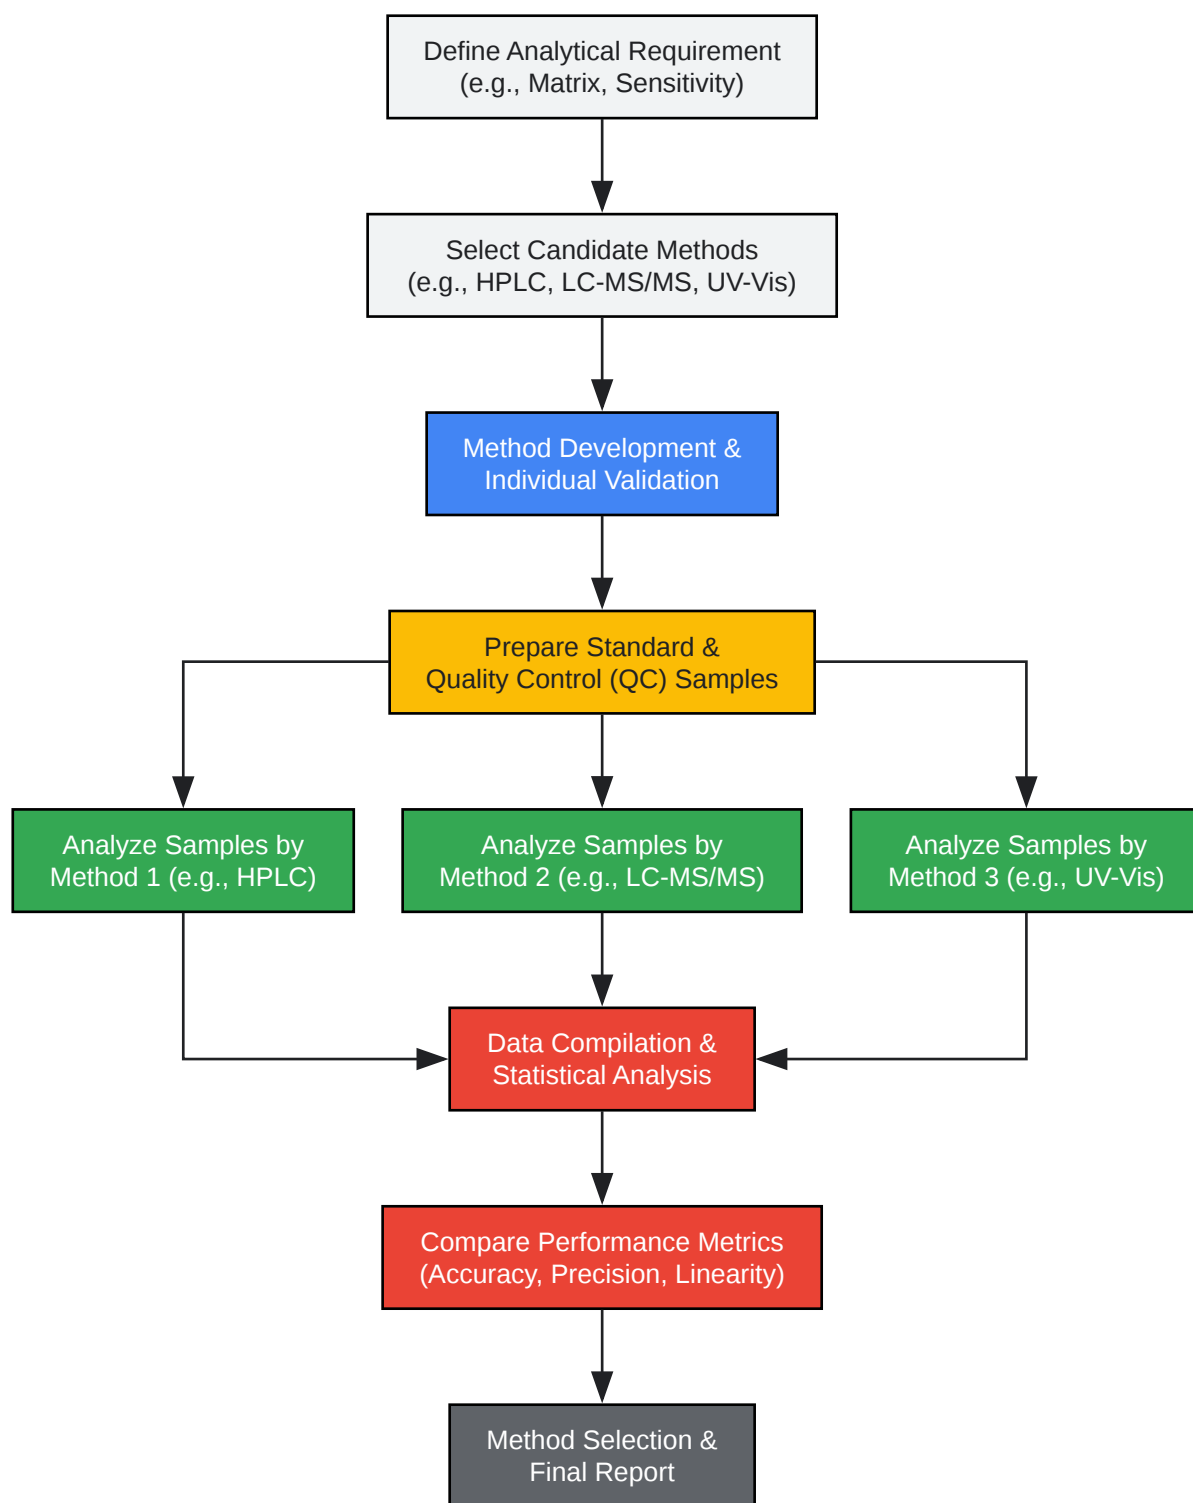 Define Analytical Requirement
(e.g., Matrix, Sensitivity)
Select Candidate Methods
(e.g., HPLC, LC-MS/MS, UV-Vis)
Method Development &
Individual Validation
Prepare Standard &
Quality Control (QC) Samples
Analyze Samples by
Method 1 (e.g., HPLC)
Analyze Samples by
Method 2 (e.g., LC-MS/MS)
Analyze Samples by
Method 3 (e.g., UV-Vis)
Data Compilation &
Statistical Analysis
Compare Performance Metrics
(Accuracy, Precision, Linearity)
Method Selection &
Final Report